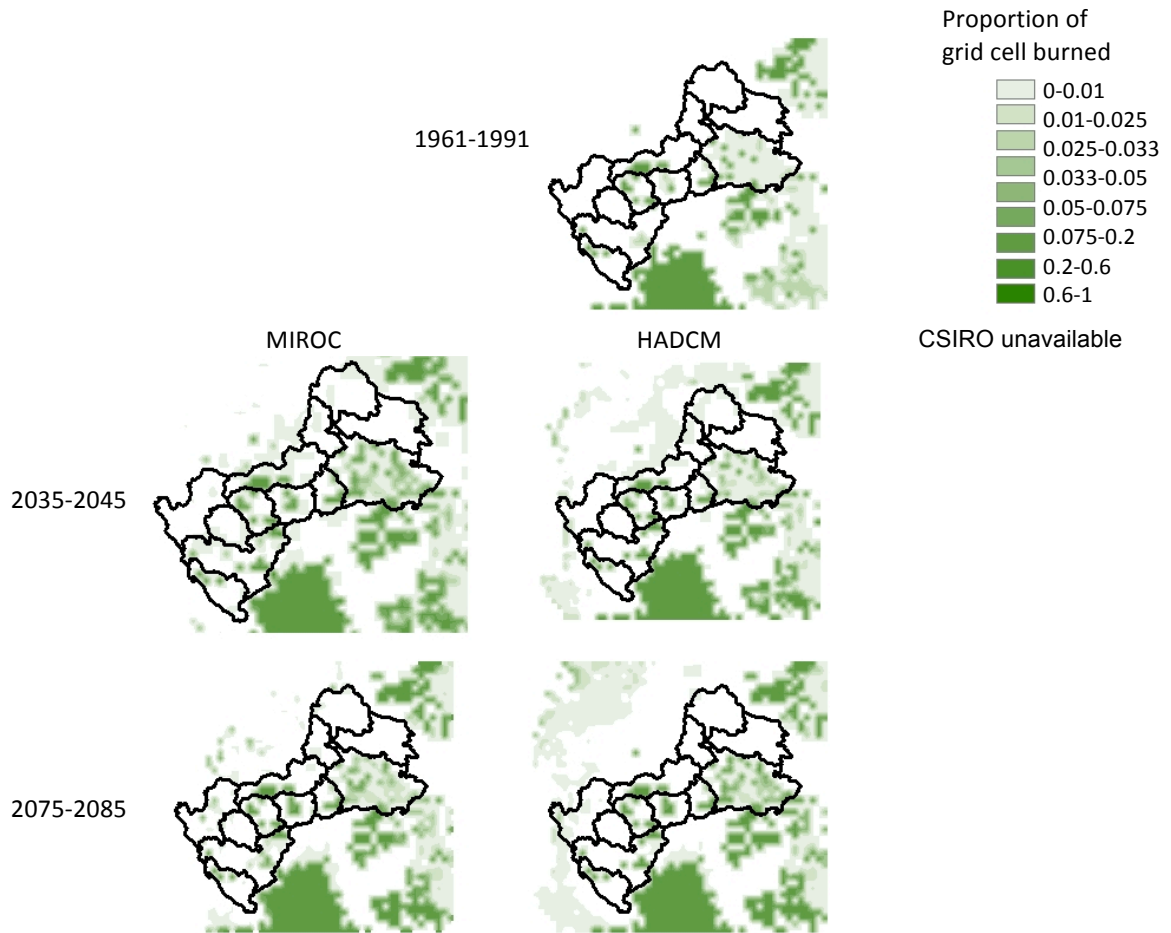 Proportion of
grid cell burned
0-0.01
0.01-0.025
0.025-0.033
0.033-0.05
0.05-0.075
0.075-0.2
0.2-0.6
0.6-1
1961-1991
MIROC
HADCM
CSIRO unavailable
2035-2045
2075-2085